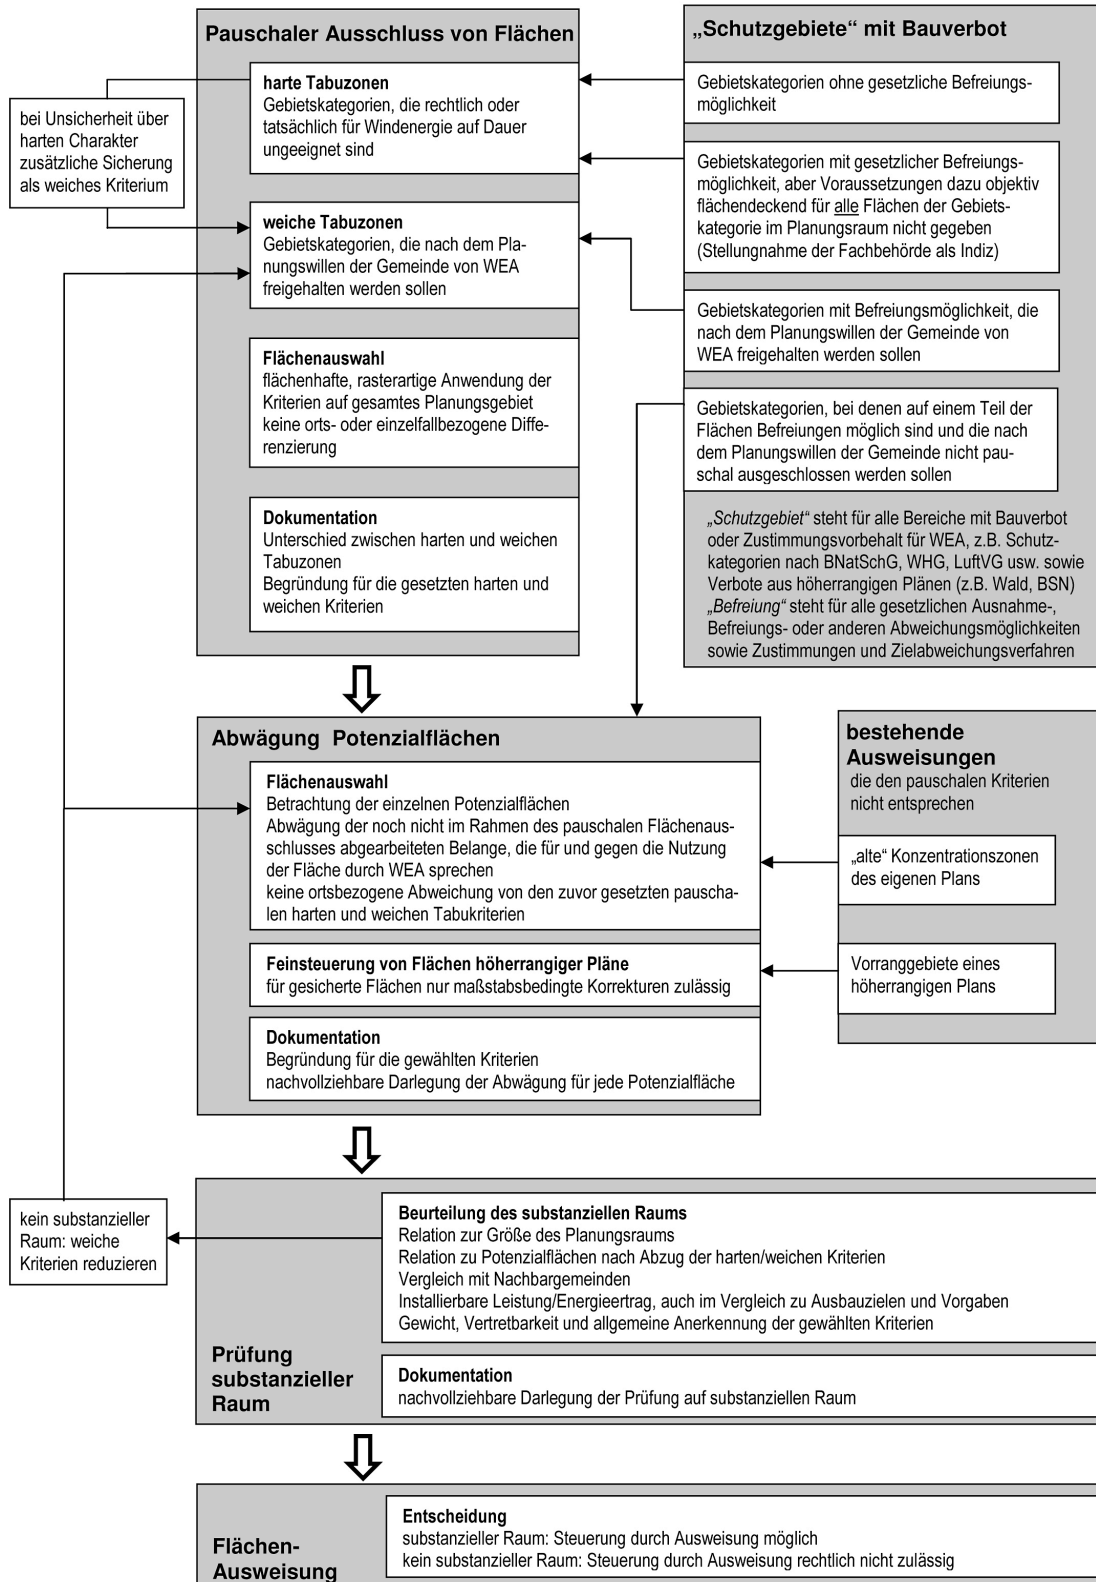 Pauschaler Ausschluss von Flächen
harte Tabuzonen
Gebietskategorien, die rechtlich oder
tatsächlich für Windenergie auf Dauer
ungeeignet sind
bei Unsicherheit über
harten Charakter
zusätzliche Sicherung
als weiches Kriterium
weiche Tabuzonen
Gebietskategorien, die nach dem Pla-
nungswillen der Gemeinde von WEA
freigehalten werden sollen
Flächenauswahl
flächenhafte, rasterartige Anwendung der
Kriterien auf gesamtes Planungsgebiet
keine orts- oder einzelfallbezogene Diffe-
renzierung
Dokumentation
Unterschied zwischen harten und weichen
Tabuzonen
Begründung für die gesetzten harten und
weichen Kriterien
„Schutzgebiete“ mit Bauverbot
Gebietskategorien ohne gesetzliche Befreiungs-
möglichkeit
Gebietskategorien mit gesetzlicher Befreiungs-
möglichkeit, aber Voraussetzungen dazu objektiv
flächendeckend für alle Flächen der Gebiets-
kategorie im Planungsraum nicht gegeben
(Stellungnahme der Fachbehörde als Indiz)
Gebietskategorien mit Befreiungsmöglichkeit, die
nach dem Planungswillen der Gemeinde von
WEA freigehalten werden sollen
Gebietskategorien, bei denen auf einem Teil der
Flächen Befreiungen möglich sind und die nach
dem Planungswillen der Gemeinde nicht pau-
schal ausgeschlossen werden sollen
„Schutzgebiet“ steht für alle Bereiche mit Bauverbot
oder Zustimmungsvorbehalt für WEA, z.B. Schutz-
kategorien nach BNatSchG, WHG, LuftVG usw. sowie
Verbote aus höherrangigen Plänen (z.B. Wald, BSN)
„Befreiung“ steht für alle gesetzlichen Ausnahme-,
Befreiungs- oder anderen Abweichungsmöglichkeiten
sowie Zustimmungen und Zielabweichungsverfahren
Abwägung Potenzialflächen
Flächenauswahl
Betrachtung der einzelnen Potenzialflächen
Abwägung der noch nicht im Rahmen des pauschalen Flächenaus-
schlusses abgearbeiteten Belange, die für und gegen die Nutzung
der Fläche durch WEA sprechen
keine ortsbezogene Abweichung von den zuvor gesetzten pauscha-
len harten und weichen Tabukriterien
Feinsteuerung von Flächen höherrangiger Pläne
für gesicherte Flächen nur maßstabsbedingte Korrekturen zulässig
Dokumentation
Begründung für die gewählten Kriterien
nachvollziehbare Darlegung der Abwägung für jede Potenzialfläche
bestehende
Ausweisungen
die den pauschalen Kriterien
nicht entsprechen
„alte“ Konzentrationszonen
des eigenen Plans
Vorranggebiete eines
höherrangigen Plans
kein substanzieller
Raum: weiche
Kriterien reduzieren
Prüfung
substanzieller
Raum
Beurteilung des substanziellen Raums
Relation zur Größe des Planungsraums
Relation zu Potenzialflächen nach Abzug der harten/weichen Kriterien
Vergleich mit Nachbargemeinden
Installierbare Leistung/Energieertrag, auch im Vergleich zu Ausbauzielen und Vorgaben
Gewicht, Vertretbarkeit und allgemeine Anerkennung der gewählten Kriterien
Dokumentation
nachvollziehbare Darlegung der Prüfung auf substanziellen Raum
Flächen-
Ausweisung
Entscheidung
substanzieller Raum: Steuerung durch Ausweisung möglich
kein substanzieller Raum: Steuerung durch Ausweisung rechtlich nicht zulässig